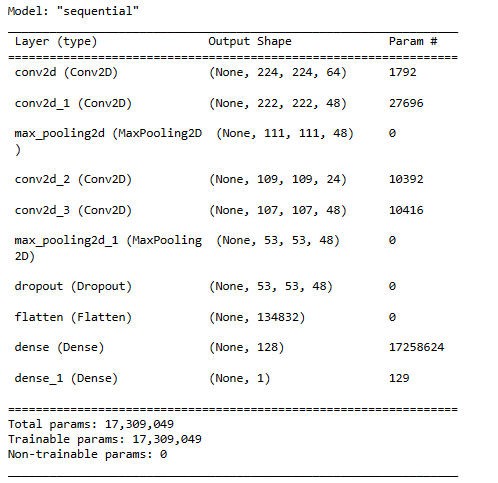 Model: "sequential"
Layer (type) Output Shape Param #
conv2d (Conv2D) (None, 224, 224, 64) 1792
conv2d_1 (Conv2D) (None, 222, 222, 48) 27696
max_pooling2d (MaxPooling2D (None, 111, 111, 48) 0
)
conv2d_2 (Conv2D) (None, 109, 109, 24) 10392
conv2d_3 (Conv2D) (None, 107, 107, 48) 10416
max_pooling2d_1 (MaxPooling (None, 53, 53, 48) 0
2D)
dropout (Dropout) (None, 53, 53, 48) 0
flatten (Flatten) (None, 134832) 0
dense (Dense) (None, 128) 17258624
dense_1 (Dense) (None, 1) 129
Total params: 17,309,049
Trainable params: 17,309,049
Non-trainable params: 0